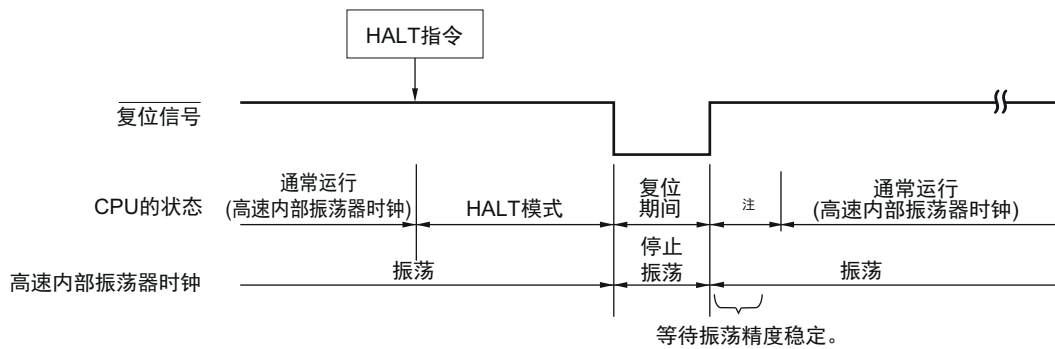 HALT指令
复位信号
CPU的状态
通常运行
(高速内部振荡器时钟)
HALT模式
复位
期间
注
通常运行
(高速内部振荡器时钟)
高速内部振荡器时钟
振荡
停止
振荡
振荡
等待振荡精度稳定。